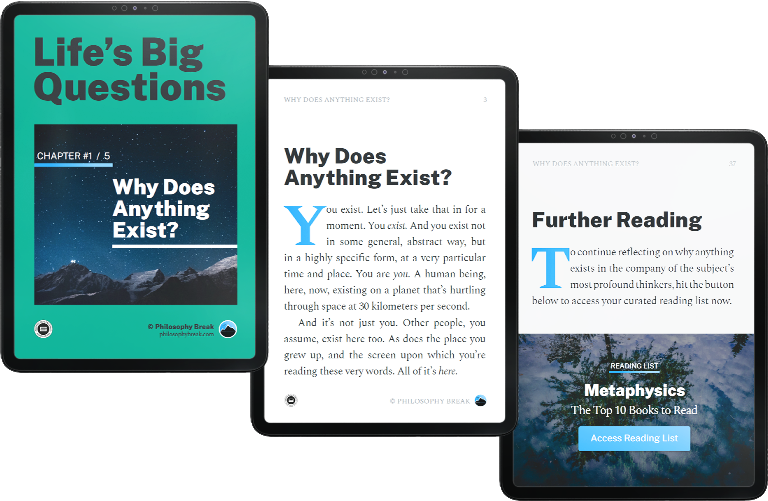 Life's Big
Questions
CHAPTER #1 / .5
Why Does
Anything
Exist?
© Philosophy Break
philosophybreak.com
WHY DOES ANYTHING EXIST?
3
Why Does
Anything Exist?
You exist. Let's just take that in for a
moment. You exist. And you exist not
in some general, abstract way, but
in a highly specific form, at a very particular
time and place. You are you. A human being,
here, now, existing on a planet that's hurtling
through space at 30 kilometers per second.
And it's not just you. Other people, you
assume, exist here too. As does the place you
grew up, and the screen upon which you're
reading these very words. All of it's here.
© PHILOSOPHY BREAK
WHY DOES ANYTHING EXIST?
37
Further Reading
To continue reflecting on why anything
exists in the company of the subject's
most profound thinkers, hit the button
below to access your curated reading list now.
READING LIST
Metaphysics
The Top 10 Books to Read
Access Reading List